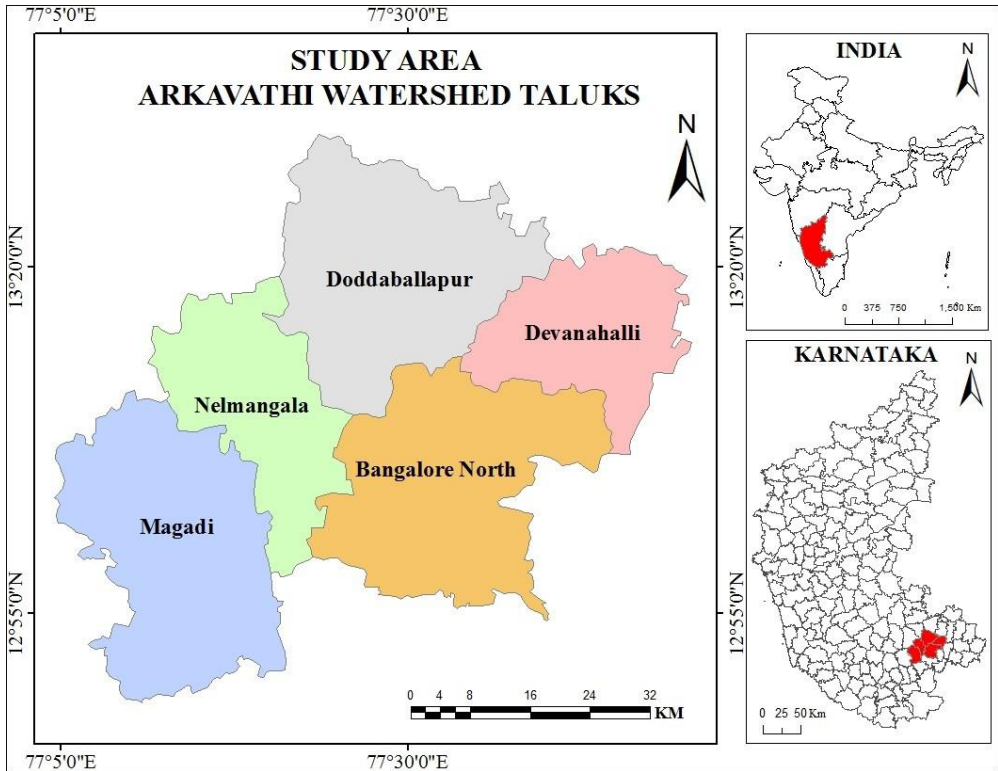 77°5'0"E 77°30'0"E
STUDY AREA
ARKAVATHI WATERSHED TALUKS
N
13°20'0"N
13°20'0"N
Doddaballapur
Devanahalli
Nelmangala
Bangalore North
Magadi
12°55'0"N
12°55'0"N
0 4 8 16 24 32
KM
77°5'0"E 77°30'0"E
INDIA
N
0 375 750 1,500 Km
KARNATAKA
N
0 25 50 Km